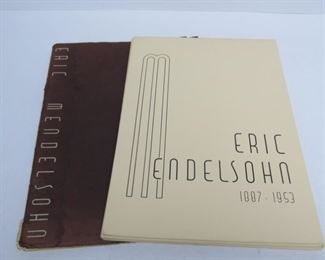 ERIC MENDELSOHN
ERIC
MENDELSOHN
1887 - 1953